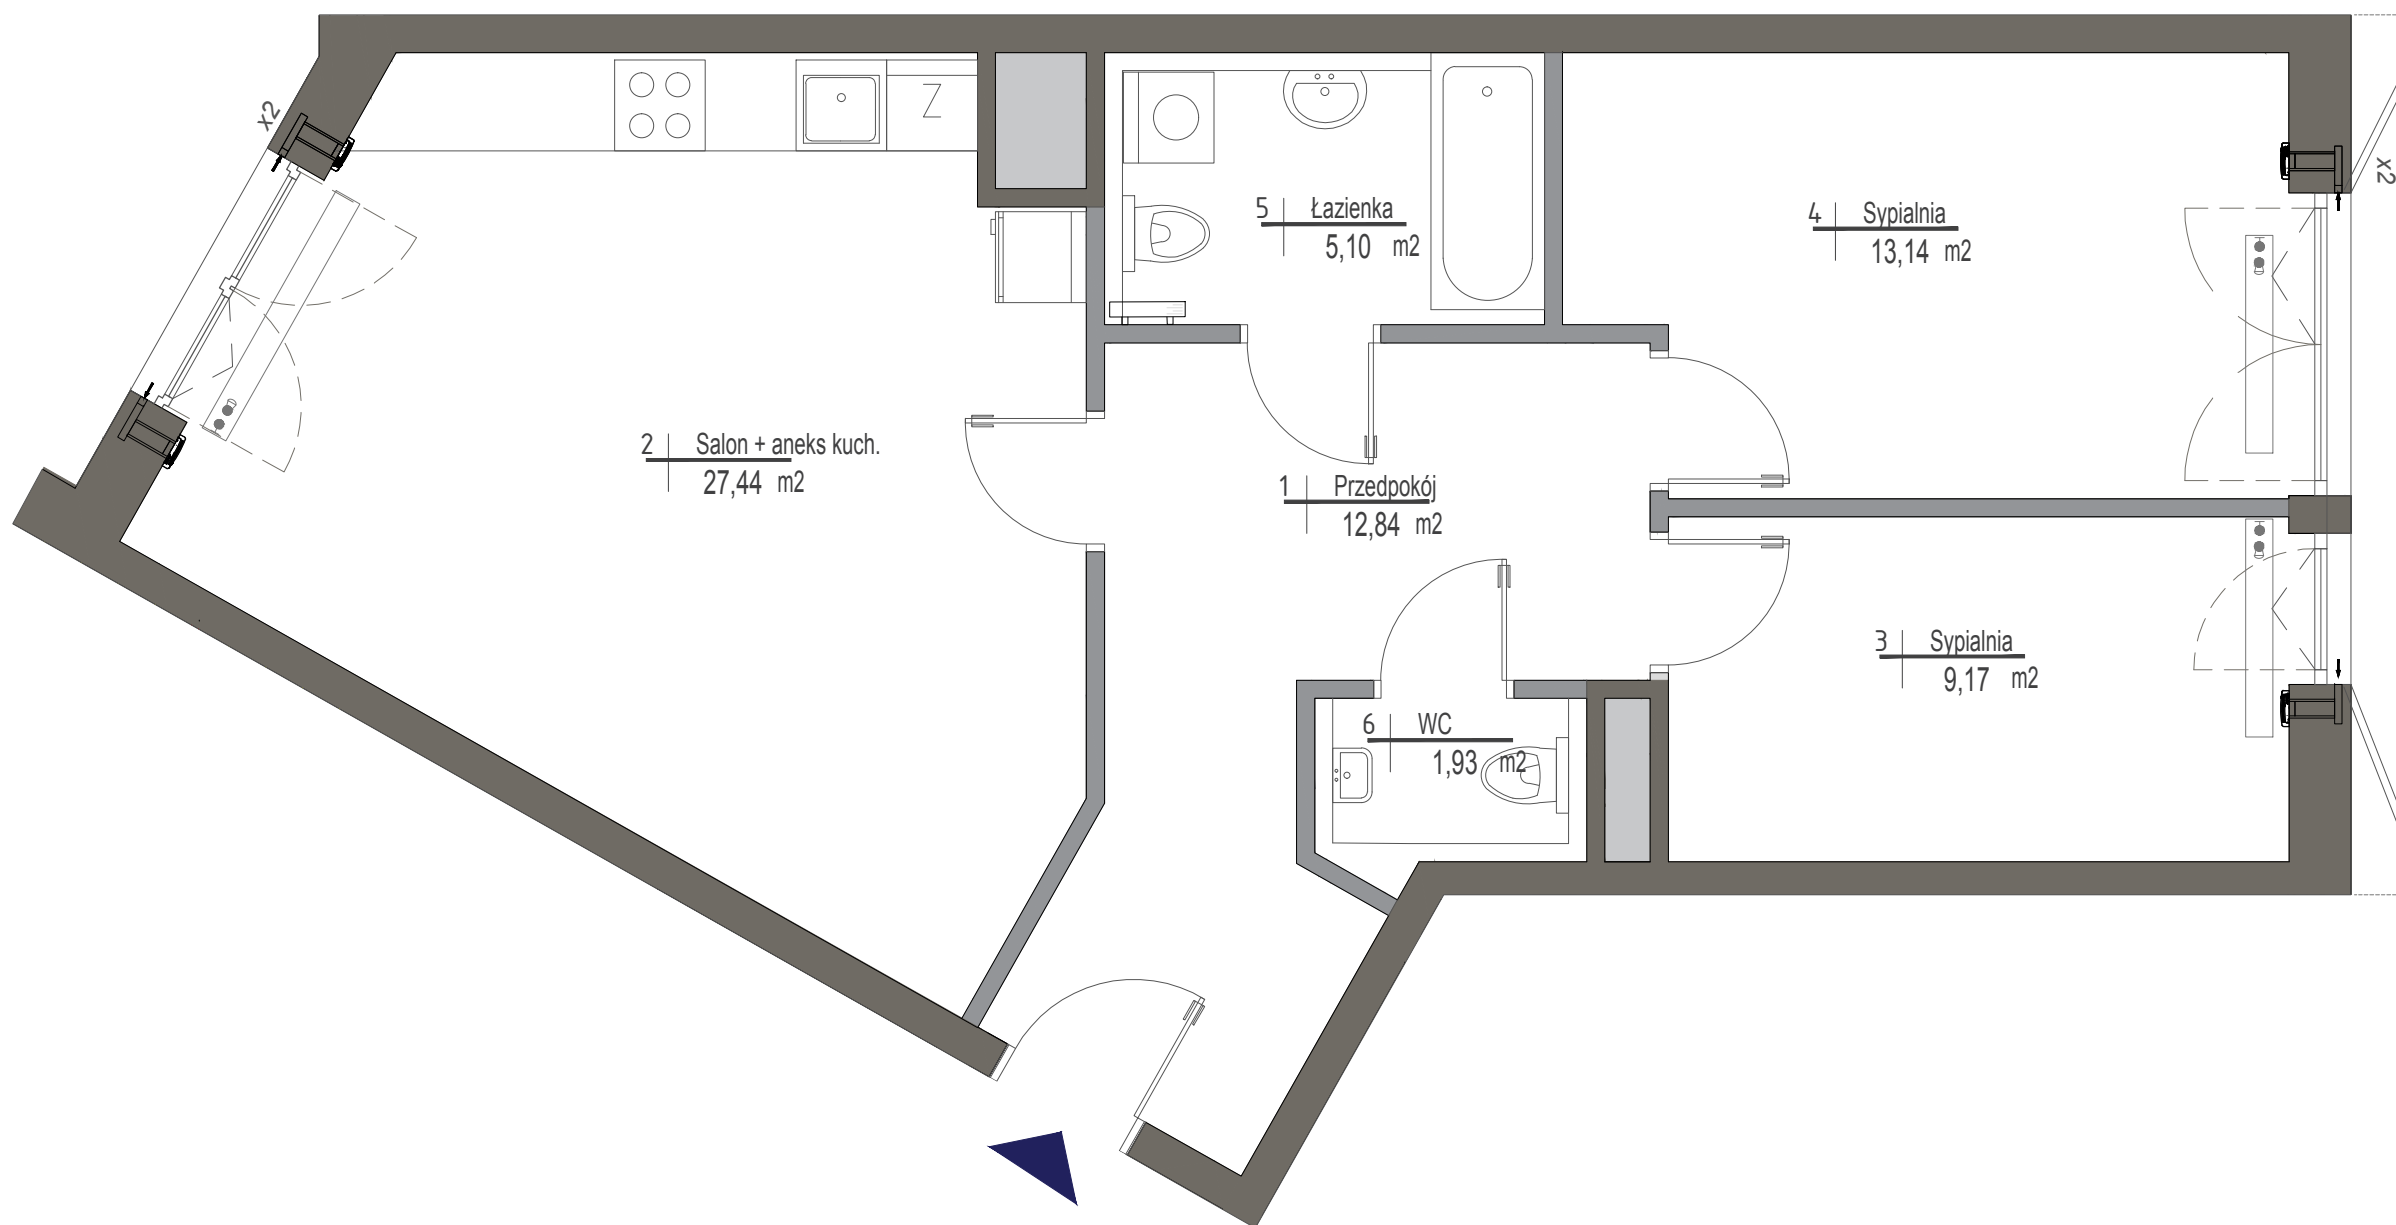 x2
Z
x2
5 Łazienka
5,10 m2
4 Sypialnia
13,14 m2
2 Salon + aneks kuch.
27,44 m2
1 Przedpokój
12,84 m2
3 Sypialnia
9,17 m2
6 WC
1,93 m2